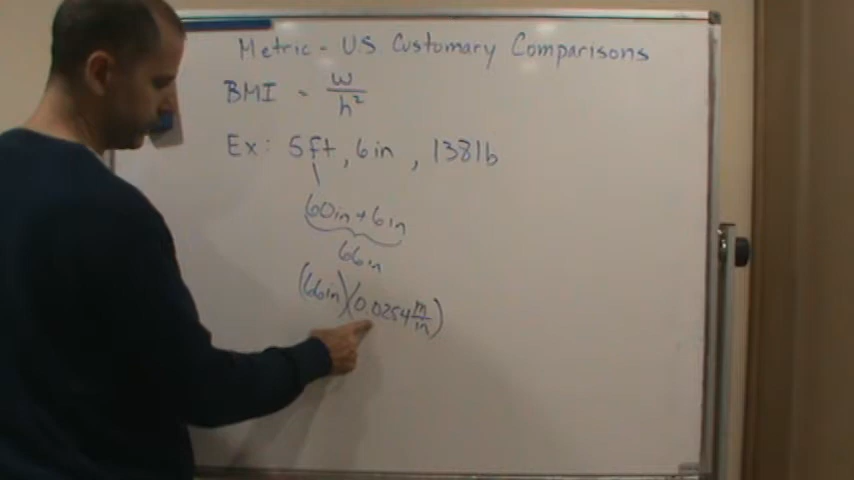 Metric - US Customary Comparisons
BMI = w/h²
Ex: 5ft, 6in, 138lb
60in + 6in
66in
(66in)(0.0254 m/in)